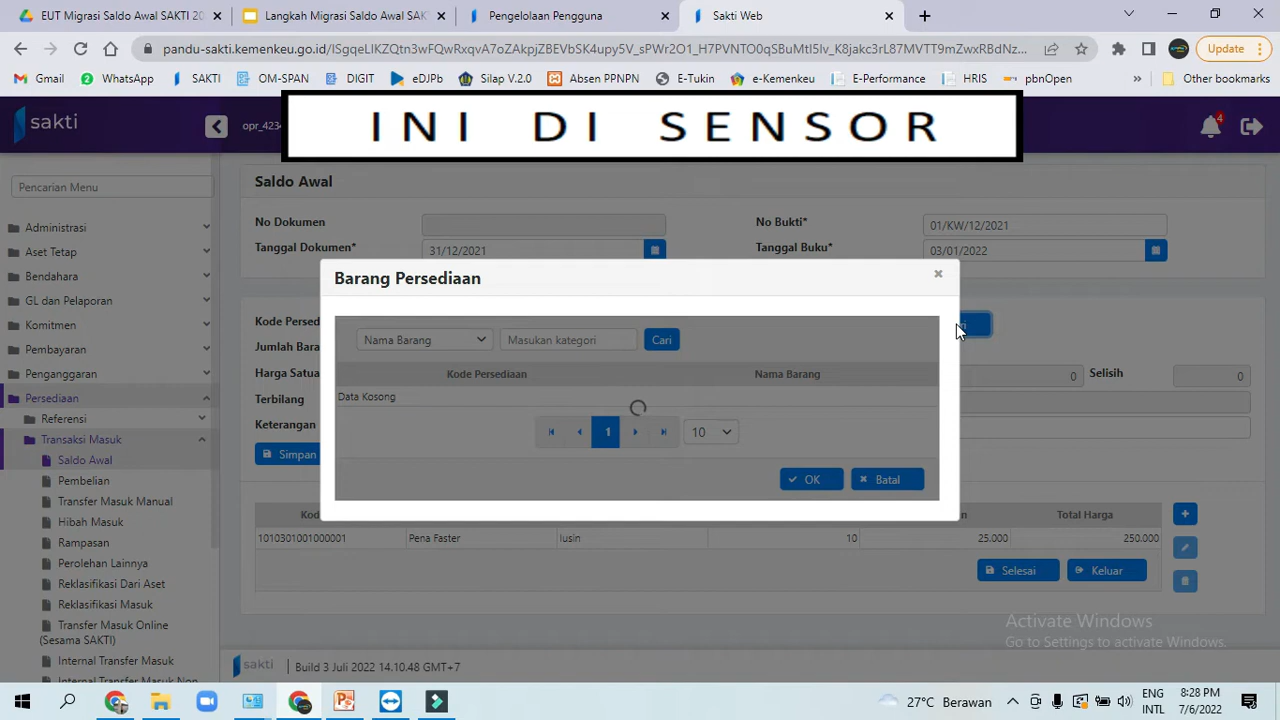 EUT Migrasi Saldo Awal SAKTI 20
Langkah Migrasi Saldo Awal SAK
Pengelolaan Pengguna
Sakti Web
pandu-sakti.kemenkeu.go.id/
Update
Gmail
WhatsApp
SAKTI
OM-SPAN
DIGIT
eDJPb
Silap V.2.0
Absen PPNPN
E-Tukin
e-Kemenkeu
E-Performance
HRIS
pbnOpen
»
Other bookmarks
sakti
opr_423
INI DI SENSOR
4
Pencarian Menu
Administrasi
Aset Tetap
Bendahara
GL dan Pelaporan
Komitmen
Pembayaran
Penganggaran
Persediaan
Referensi
Transaksi Masuk
Saldo Awal
Pembelian
Transfer Masuk Manual
Hibah Masuk
Rampasan
Perolehan Lainnya
Reklasifikasi Dari Aset
Reklasifikasi Masuk
Transfer Masuk Online
(Sesama SAKTI)
Internal Transfer Masuk
Internal Transfer Masuk Non
Saldo Awal
No Dokumen
No Bukti*
01/KW/12/2021
Tanggal Dokumen*
31/12/2021
Tanggal Buku*
03/01/2022
Kode Persed
Jumlah Bara
Harga Satua
0
Selisih
0
Terbilang
Keterangan
Simpan
Barang Persediaan
×
Nama Barang
Masukan kategori
Cari
Kode Persediaan
Nama Barang
Data Kosong
1
10
OK
Batal
Total Harga
1010301001000001
Pena Faster
lusin
10
25.000
250.000
Selesai
Keluar
Activate Windows
Go to Settings to activate Windows.
sakti
Build 3 Juli 2022 14.10.48 GMT+7
27°C Berawan
ENG
INTL
8:28 PM
7/6/2022